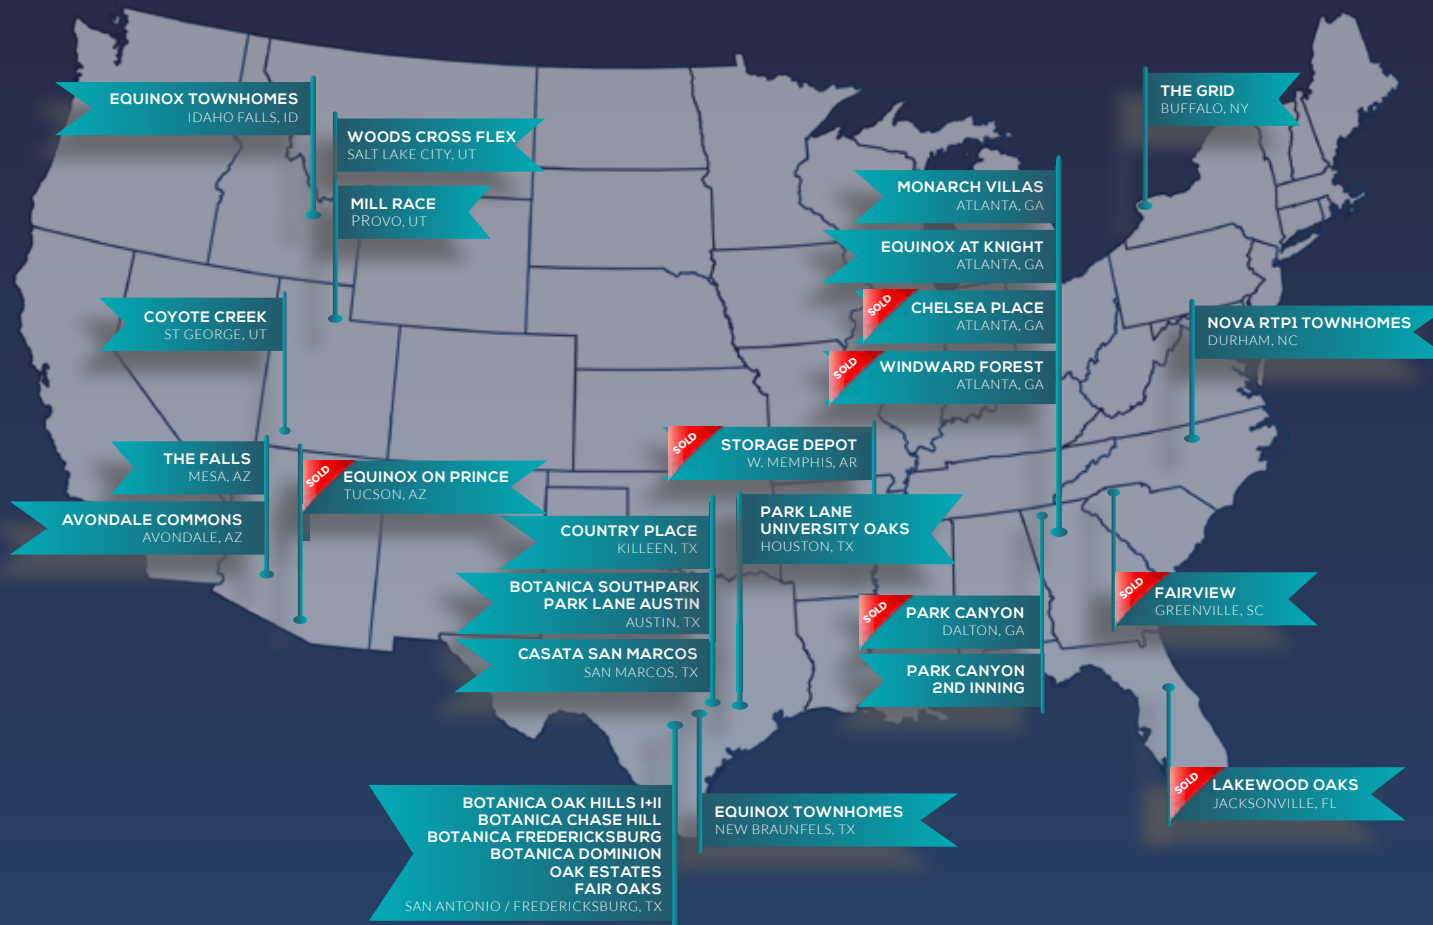 EQUINOX TOWNHOMES
IDAHO FALLS, ID
WOODS CROSS FLEX
SALT LAKE CITY, UT
MILL RACE
PROVO, UT
THE GRID
BUFFALO, NY
MONARCH VILLAS
ATLANTA, GA
EQUINOX AT KNIGHT
ATLANTA, GA
SOLD
CHELSEA PLACE
ATLANTA, GA
SOLD
WINDWARD FOREST
ATLANTA, GA
COYOTE CREEK
ST GEORGE, UT
NOVA RTP1 TOWNHOMES
DURHAM, NC
THE FALLS
MESA, AZ
AVONDALE COMMONS
AVONDALE, AZ
SOLD
EQUINOX ON PRINCE
TUCSON, AZ
SOLD
STORAGE DEPOT
W. MEMPHIS, AR
COUNTRY PLACE
KILLEEN, TX
BOTANICA SOUTHPARK
PARK LANE AUSTIN
AUSTIN, TX
CASATA SAN MARCOS
SAN MARCOS, TX
PARK LANE
UNIVERSITY OAKS
HOUSTON, TX
SOLD
PARK CANYON
DALTON, GA
PARK CANYON
2ND INNING
SOLD
FAIRVIEW
GREENVILLE, SC
SOLD
LAKEWOOD OAKS
JACKSONVILLE, FL
BOTANICA OAK HILLS I+II
BOTANICA CHASE HILL
BOTANICA FREDERICKSBURG
BOTANICA DOMINION
OAK ESTATES
FAIR OAKS
SAN ANTONIO / FREDERICKSBURG, TX
EQUINOX TOWNHOMES
NEW BRAUNFELS, TX